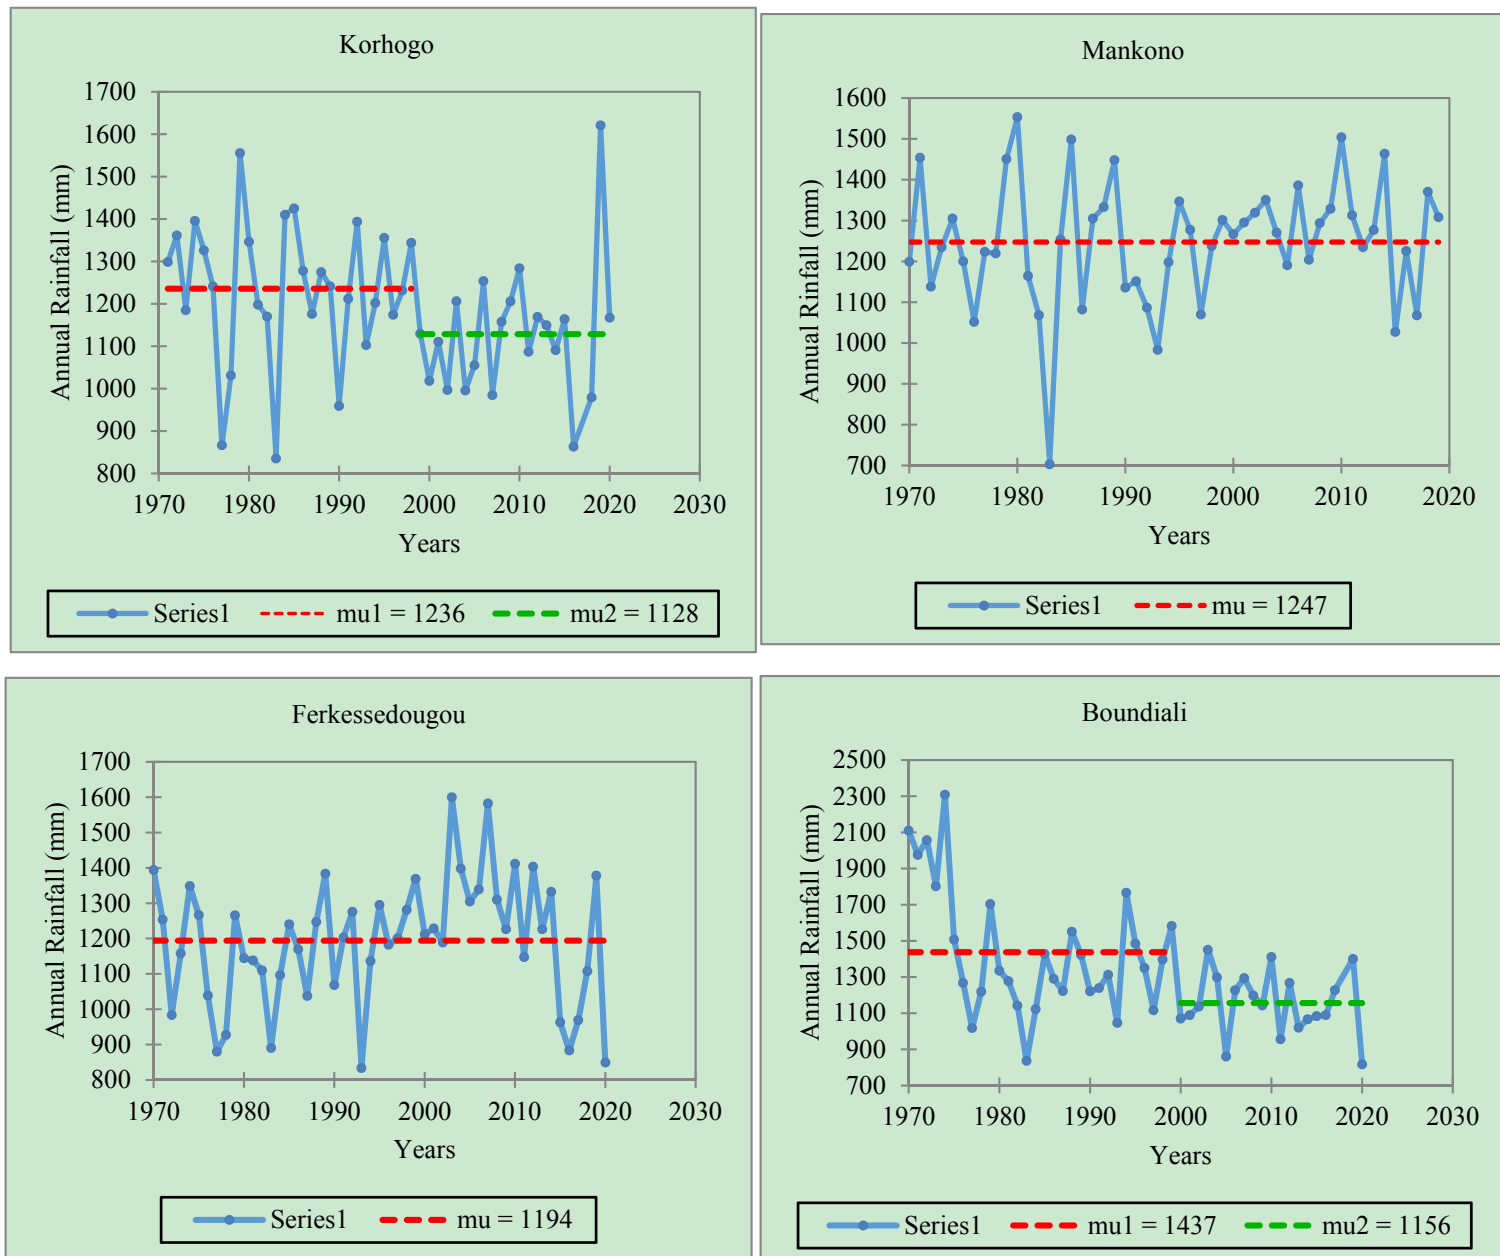 Korhogo
1700
1600
1500
1400
1300
1200
1100
1000
900
800
Annual Rainfall (mm)
1970 1980 1990 2000 2010 2020 2030
Years
Series1 mu1 = 1236 mu2 = 1128
Mankono
1600
1500
1400
1300
1200
1100
1000
900
800
700
Annual Rinfall (mm)
1970 1980 1990 2000 2010 2020
Years
Series1 mu = 1247
Ferkessedougou
1700
1600
1500
1400
1300
1200
1100
1000
900
800
Annual Rainfall (mm)
1970 1980 1990 2000 2010 2020 2030
Years
Series1 mu = 1194
Boundiali
2500
2300
2100
1900
1700
1500
1300
1100
900
700
Annual Rainfall (mm)
1970 1980 1990 2000 2010 2020 2030
Years
Series1 mu1 = 1437 mu2 = 1156